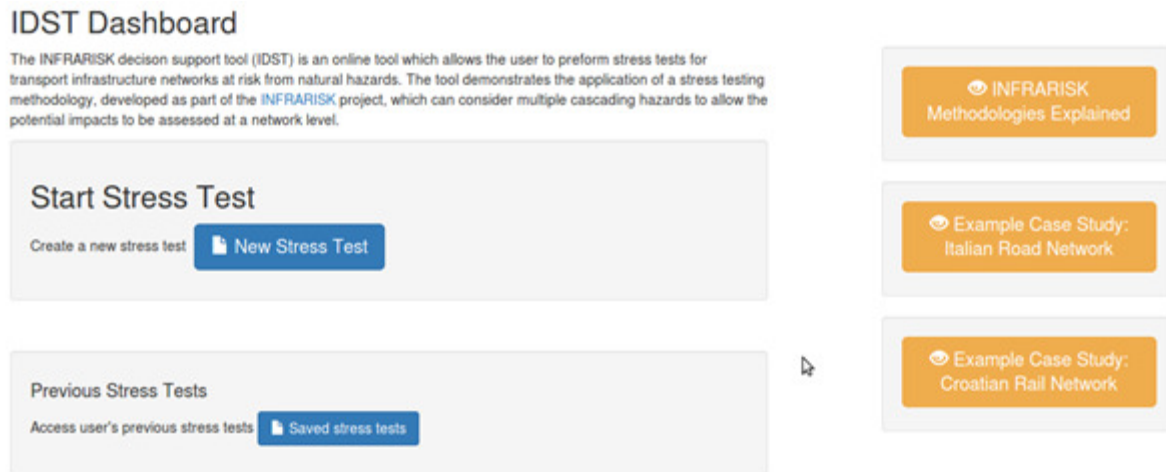 IDST Dashboard
The INFRARISK decison support tool (IDST) is an online tool which allows the user to preform stress tests for
transport infrastructure networks at risk from natural hazards. The tool demonstrates the application of a stress testing
methodology, developed as part of the INFRARISK project, which can consider multiple cascading hazards to allow the
potential impacts to be assessed at a network level.
Start Stress Test
Create a new stress test New Stress Test
Previous Stress Tests
Access user's previous stress tests Saved stress tests
INFRARISK
Methodologies Explained
Example Case Study:
Italian Road Network
Example Case Study:
Croatian Rail Network